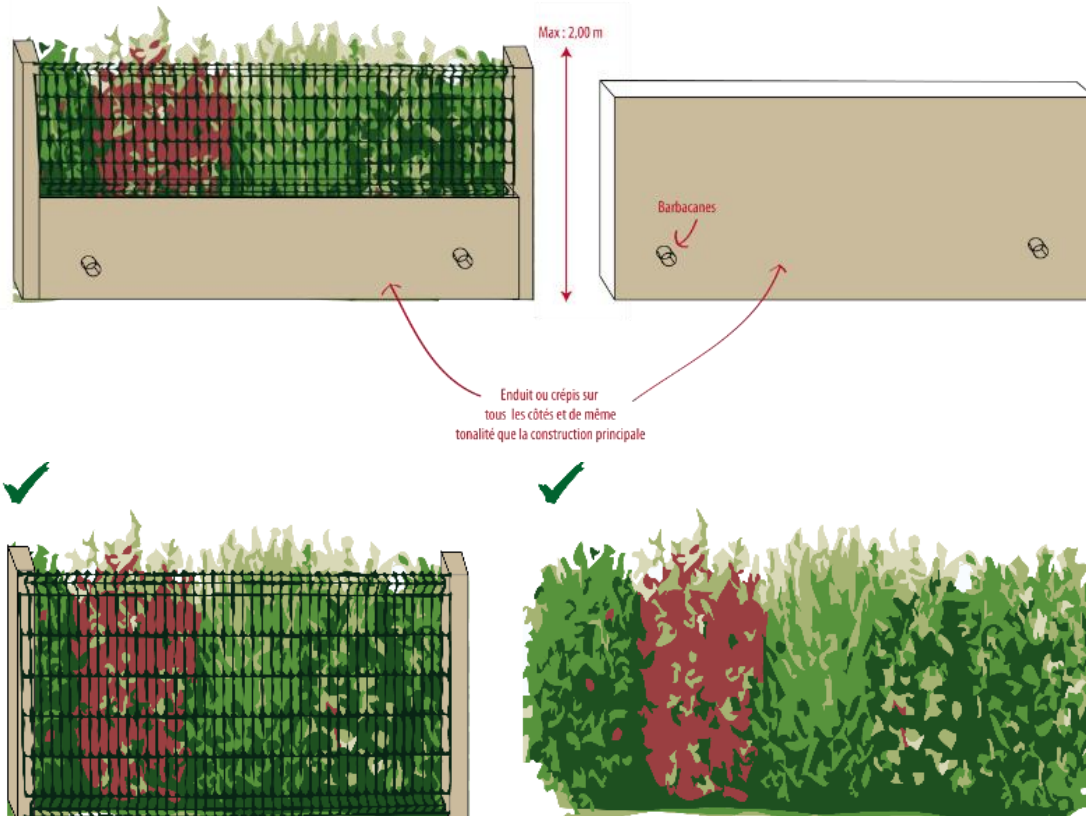 Max : 2,00 m
Barbacanes
Enduit ou crépis sur
tous les côtés et de même
tonalité que la construction principale